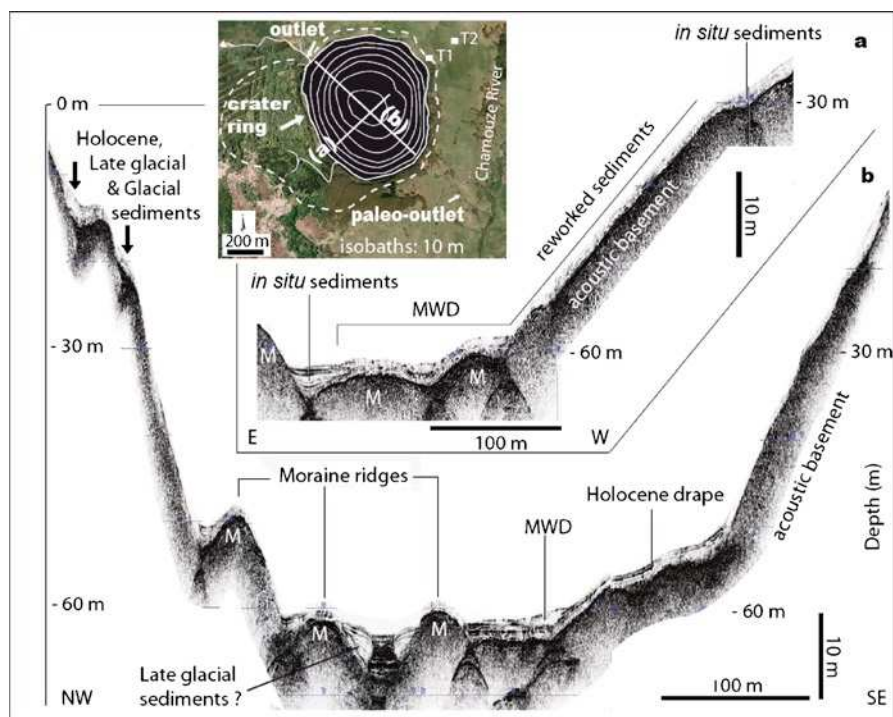 outlet
T2
T1
crater
ring
(a)
(b)
Chamouze River
paleo-outlet
200 m
isobaths: 10 m
in situ sediments
a
0 m
- 30 m
Holocene,
Late glacial
& Glacial
sediments
reworked sediments
acoustic basement
10 m
b
in situ sediments
MWD
- 30 m
- 60 m
30 m
M
M
M
E
100 m
W
acoustic basement
Moraine ridges
Holocene drape
MWD
Depth (m)
M
- 60 m
- 60 m
M
M
10 m
Late glacial
sediments ?
100 m
NW
SE